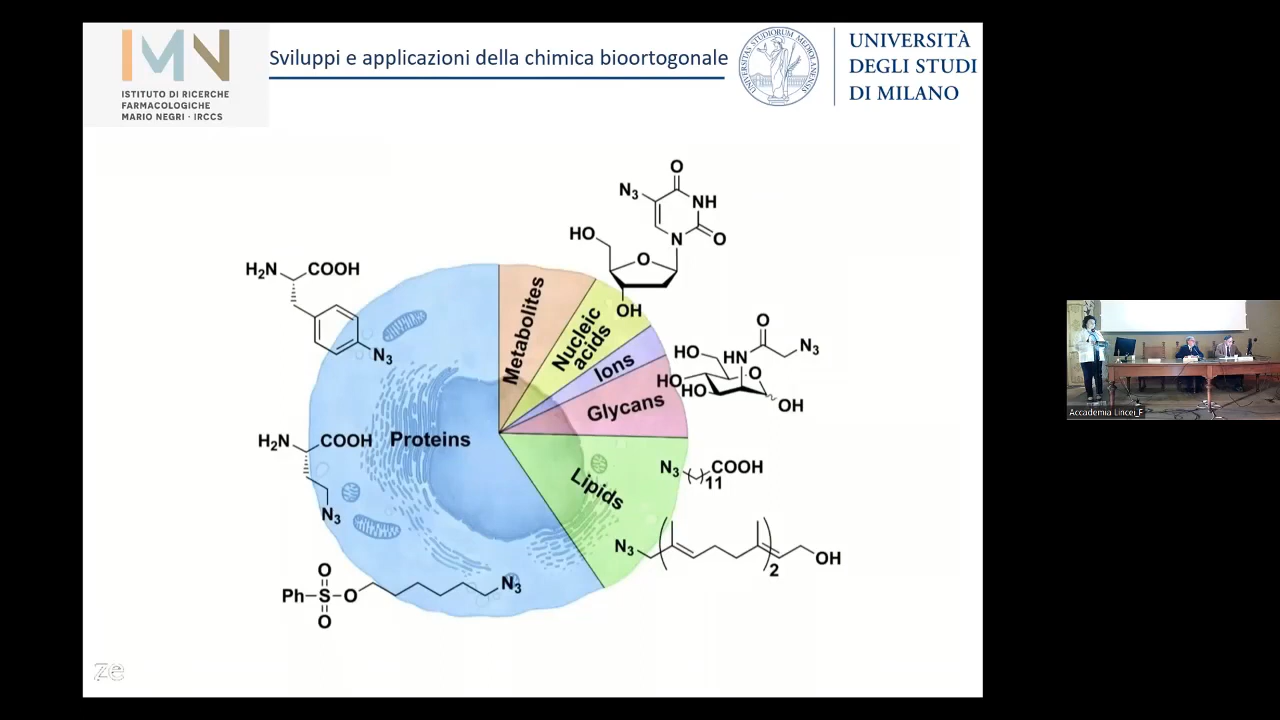 IMN
ISTITUTO DI RICERCHE
FARMACOLOGICHE
MARIO NEGRI · IRCCS
Sviluppi e applicazioni della chimica bioortogonale
UNIVERSITÀ
DEGLI STUDI
DI MILANO
O
N3
NH
HO
N
O
O
OH
H2N
COOH
N3
Metabolites
Nucleic
acids
Ions
Glycans
Lipids
Proteins
O
HO
HN
N3
HO
HO
O
OH
H2N
COOH
N3
N3
COOH
11
N3
2
OH
O
Ph
S
O
O
N3
ze
Accademia Lincei_F